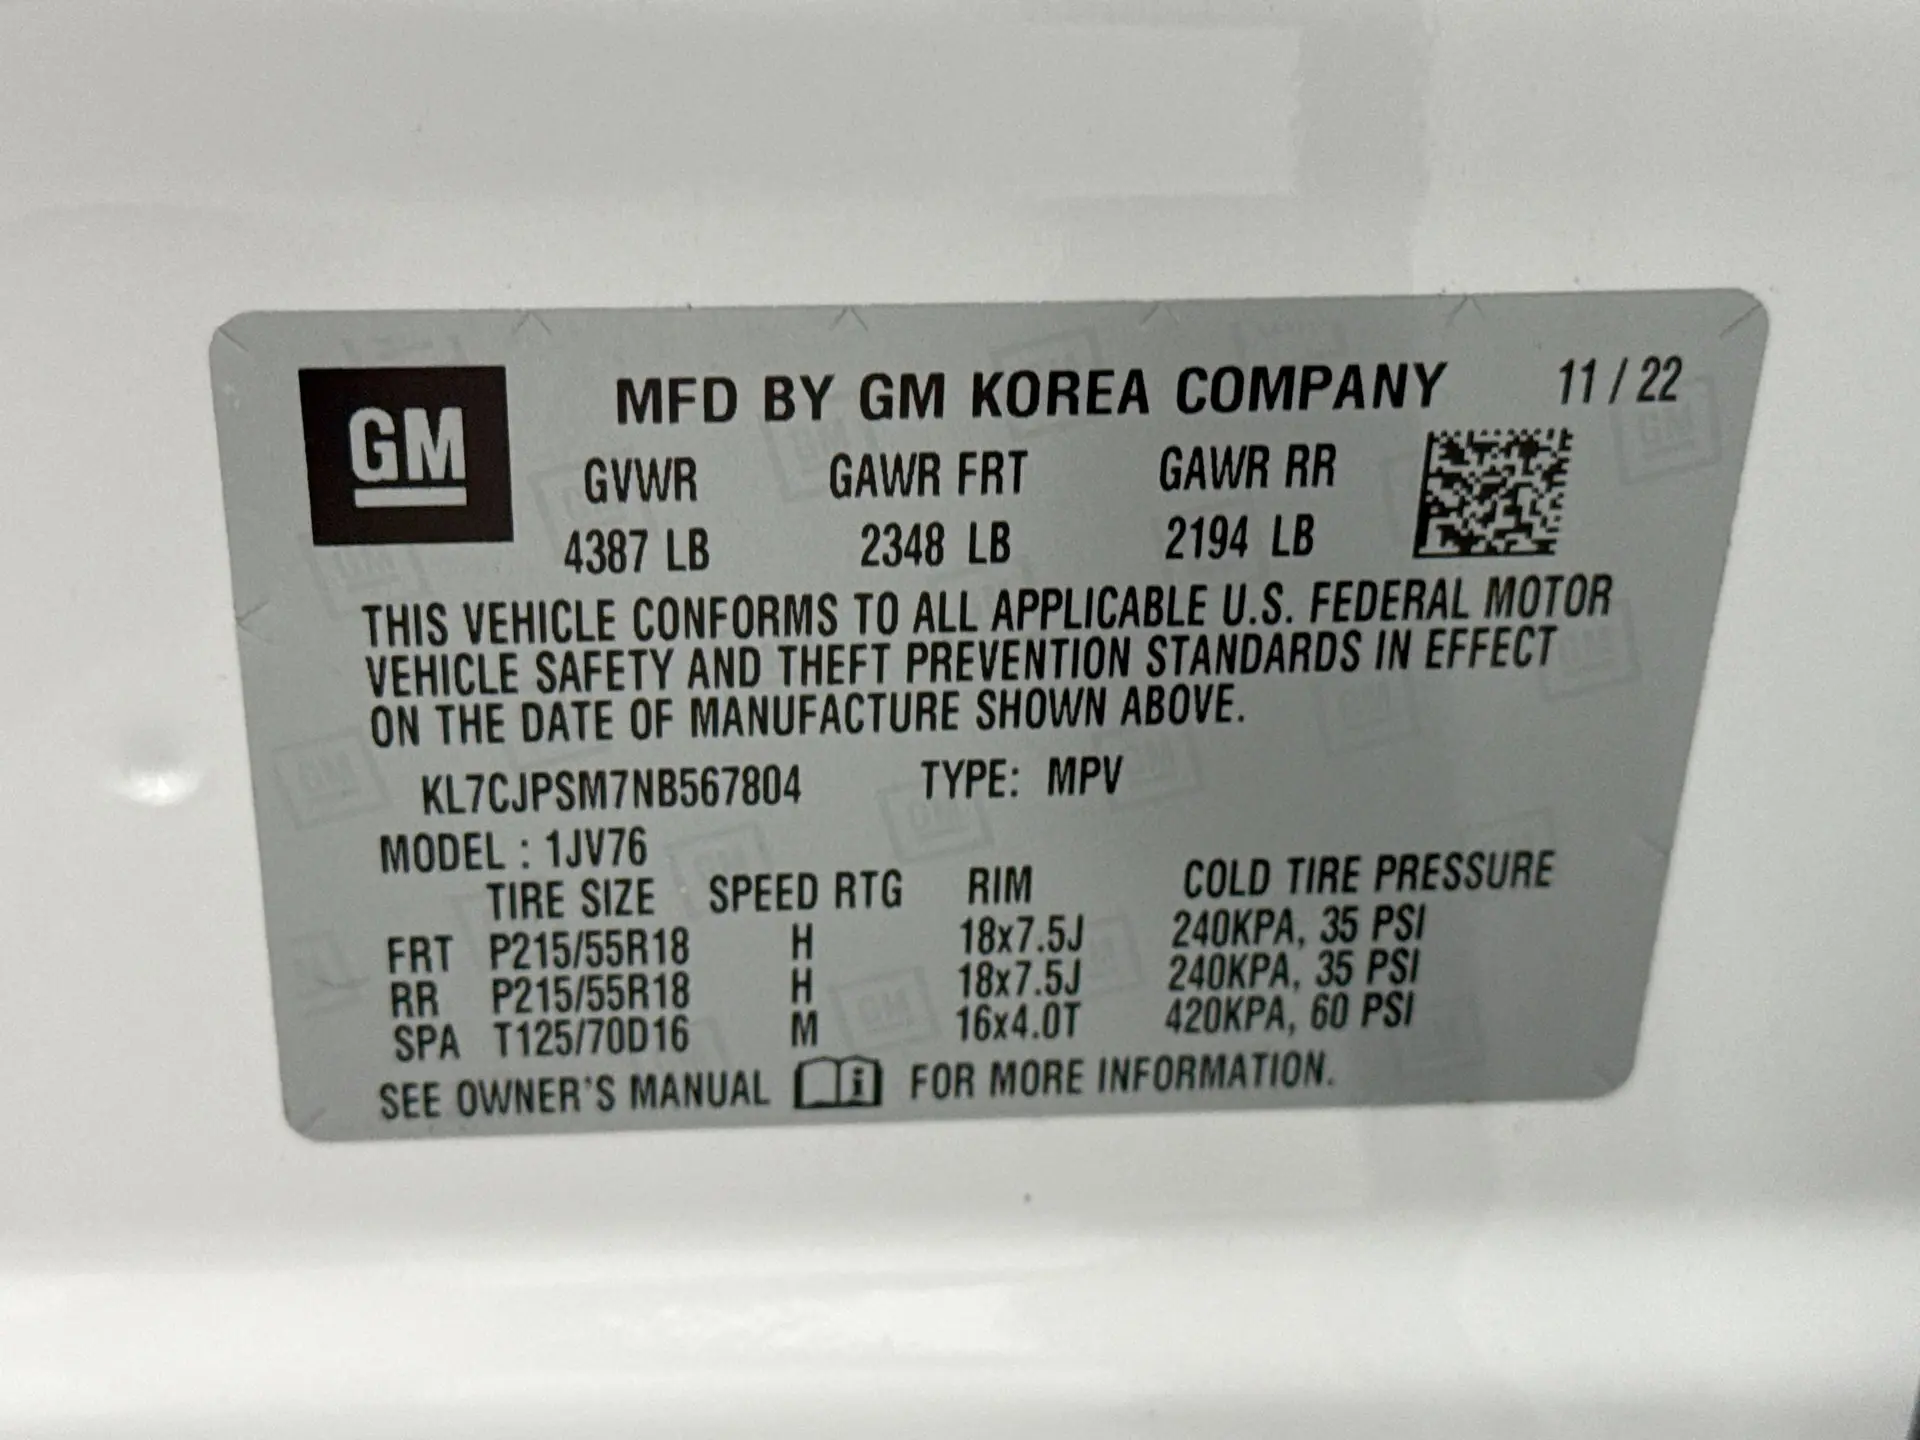 GM
MFD BY GM KOREA COMPANY 11 / 22
GVWR GAWR FRT GAWR RR
4387 LB 2348 LB 2194 LB
THIS VEHICLE CONFORMS TO ALL APPLICABLE U.S. FEDERAL MOTOR
VEHICLE SAFETY AND THEFT PREVENTION STANDARDS IN EFFECT
ON THE DATE OF MANUFACTURE SHOWN ABOVE.
KL7CJPSM7NB567804 TYPE: MPV
MODEL : 1JV76
TIRE SIZE SPEED RTG RIM COLD TIRE PRESSURE
FRT P215/55R18 H 18x7.5J 240KPA, 35 PSI
RR P215/55R18 H 18x7.5J 240KPA, 35 PSI
SPA T125/70D16 M 16x4.0T 420KPA, 60 PSI
SEE OWNER'S MANUAL FOR MORE INFORMATION.